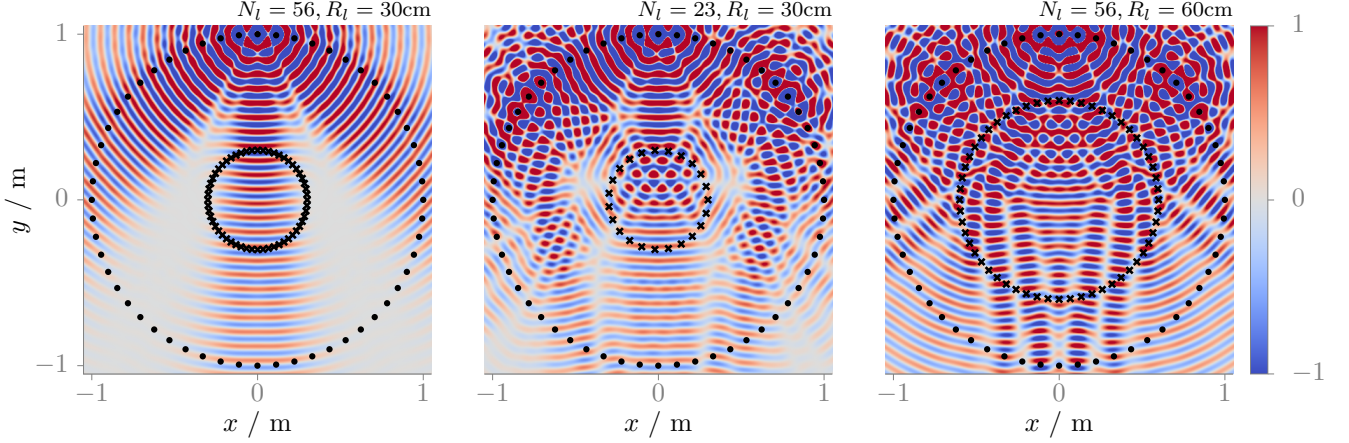 N_l = 56, R_l = 30cm
N_l = 23, R_l = 30cm
N_l = 56, R_l = 60cm
1
0
−1
y / m
−1 0 1
x / m
−1 0 1
x / m
−1 0 1
x / m
1
0
−1